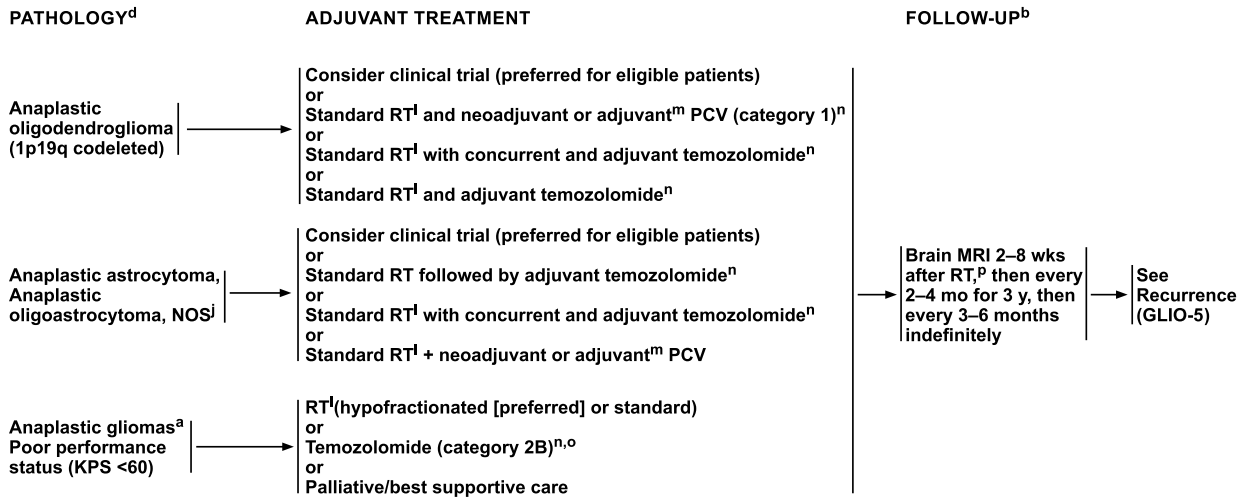 PATHOLOGYᵈ
ADJUVANT TREATMENT
FOLLOW-UPᵇ
Anaplastic
oligodendroglioma
(1p19q codeleted)
Consider clinical trial (preferred for eligible patients)
or
Standard RTˡ and neoadjuvant or adjuvantᵐ PCV (category 1)ⁿ
or
Standard RTˡ with concurrent and adjuvant temozolomideⁿ
or
Standard RTˡ and adjuvant temozolomideⁿ
Anaplastic astrocytoma,
Anaplastic
oligoastrocytoma, NOSʲ
Consider clinical trial (preferred for eligible patients)
or
Standard RT followed by adjuvant temozolomideⁿ
or
Standard RTˡ with concurrent and adjuvant temozolomideⁿ
or
Standard RTˡ + neoadjuvant or adjuvantᵐ PCV
Anaplastic gliomasᵃ
Poor performance
status (KPS <60)
RTˡ(hypofractionated [preferred] or standard)
or
Temozolomide (category 2B)ⁿ,ᵒ
or
Palliative/best supportive care
Brain MRI 2–8 wks
after RT,ᵖ then every
2–4 mo for 3 y, then
every 3–6 months
indefinitely
See
Recurrence
(GLIO-5)